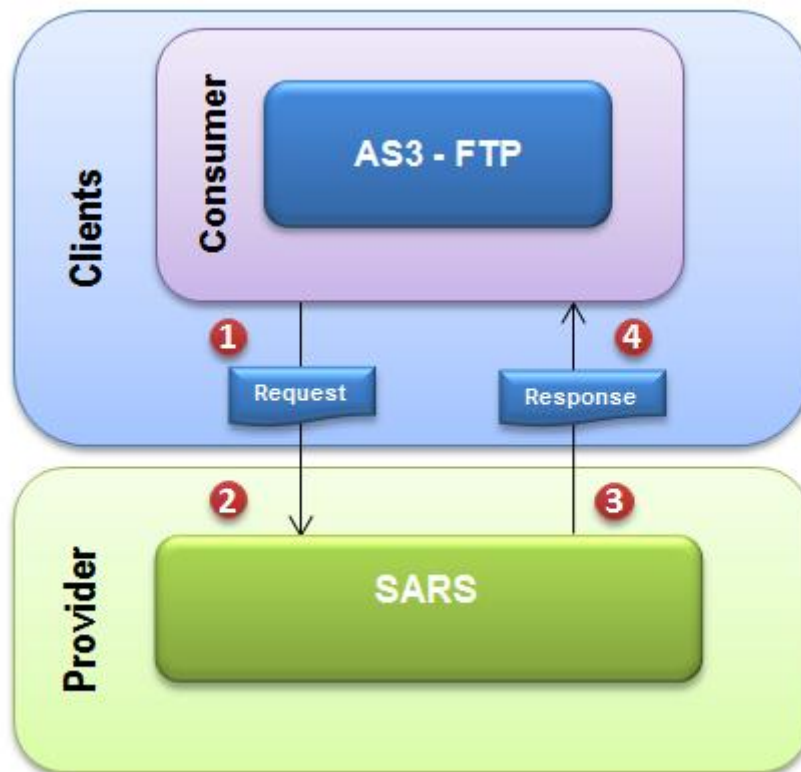 Clients
Consumer
AS3 - FTP
1
4
Request
Response
2
3
Provider
SARS